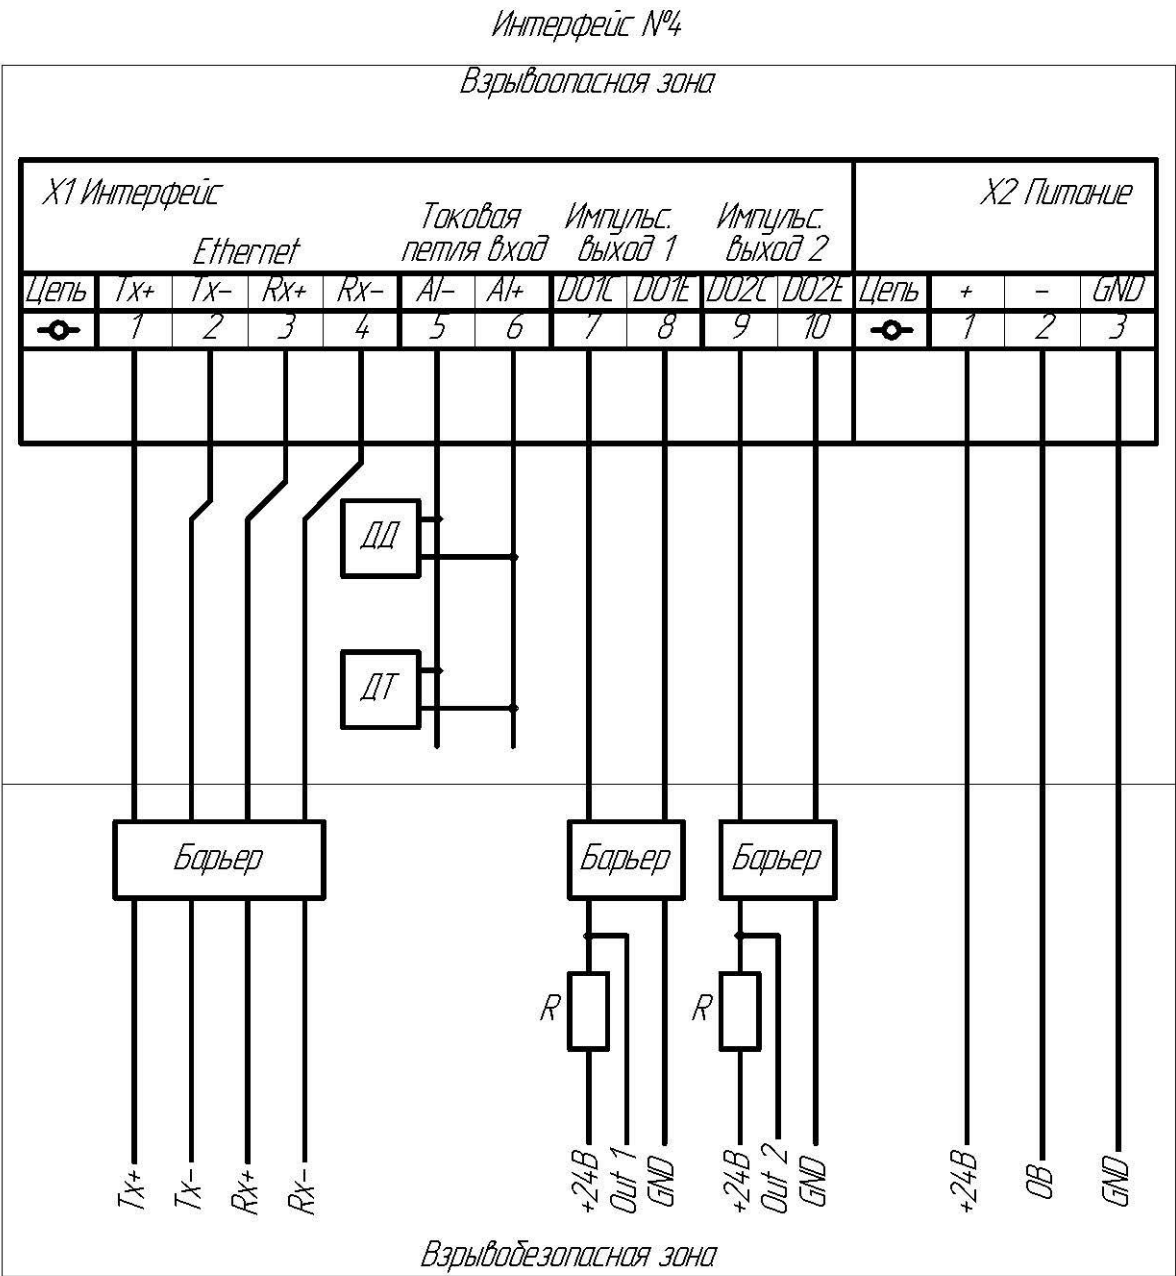 Интерфейс №4
Взрывоопасная зона
X1 Интерфейс
X2 Питание
Ethernet
Токовая петля вход
Импульс. выход 1
Импульс. выход 2
Цепь Tx+ Tx- Rx+ Rx- AI- AI+ DO1C DO1E DO2C DO2E Цепь + - GND
1 2 3 4 5 6 7 8 9 10 1 2 3
ДД
ДТ
Барьер Барьер Барьер
R R
Tx+ Tx- Rx+ Rx- +24В Out 1 GND +24В Out 2 GND +24В 0В GND
Взрывобезопасная зона